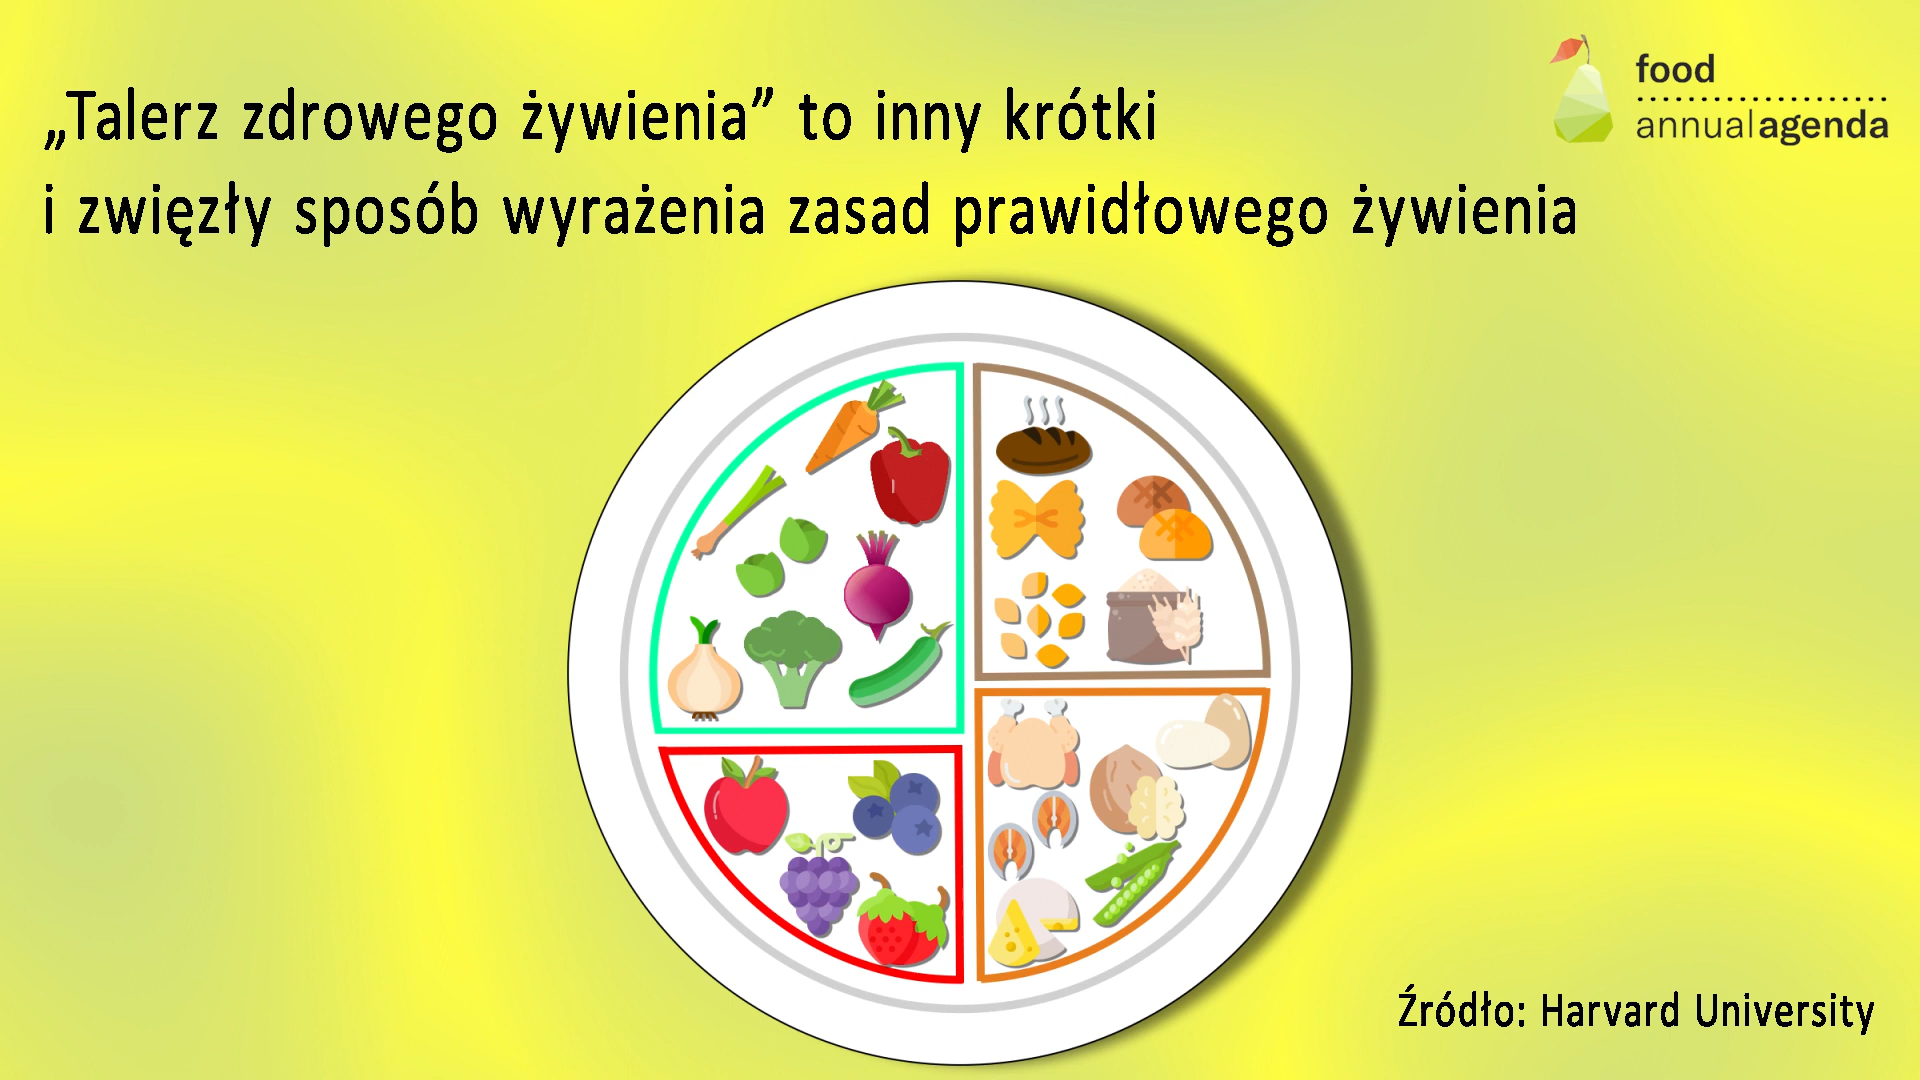 „Talerz zdrowego żywienia” to inny krótki
i zwięzły sposób wyrażenia zasad prawidłowego żywienia
food
annualagenda
Źródło: Harvard University